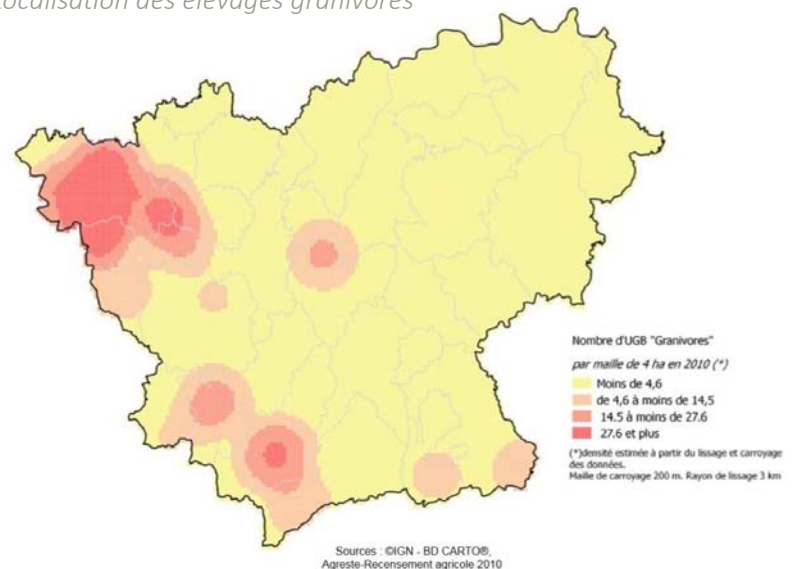 Localisation des élevages granivores
Nombre d'UGB "Granivores"
par maille de 4 ha en 2010 (*)
Moins de 4,6
de 4,6 à moins de 14,5
14.5 à moins de 27.6
27.6 et plus
(*)densité estimée à partir du lissage et carroyage
des données.
Maille de carroyage 200 m. Rayon de lissage 3 km
Sources : ©IGN - BD CARTO®,
Agreste-Recensement agricole 2010